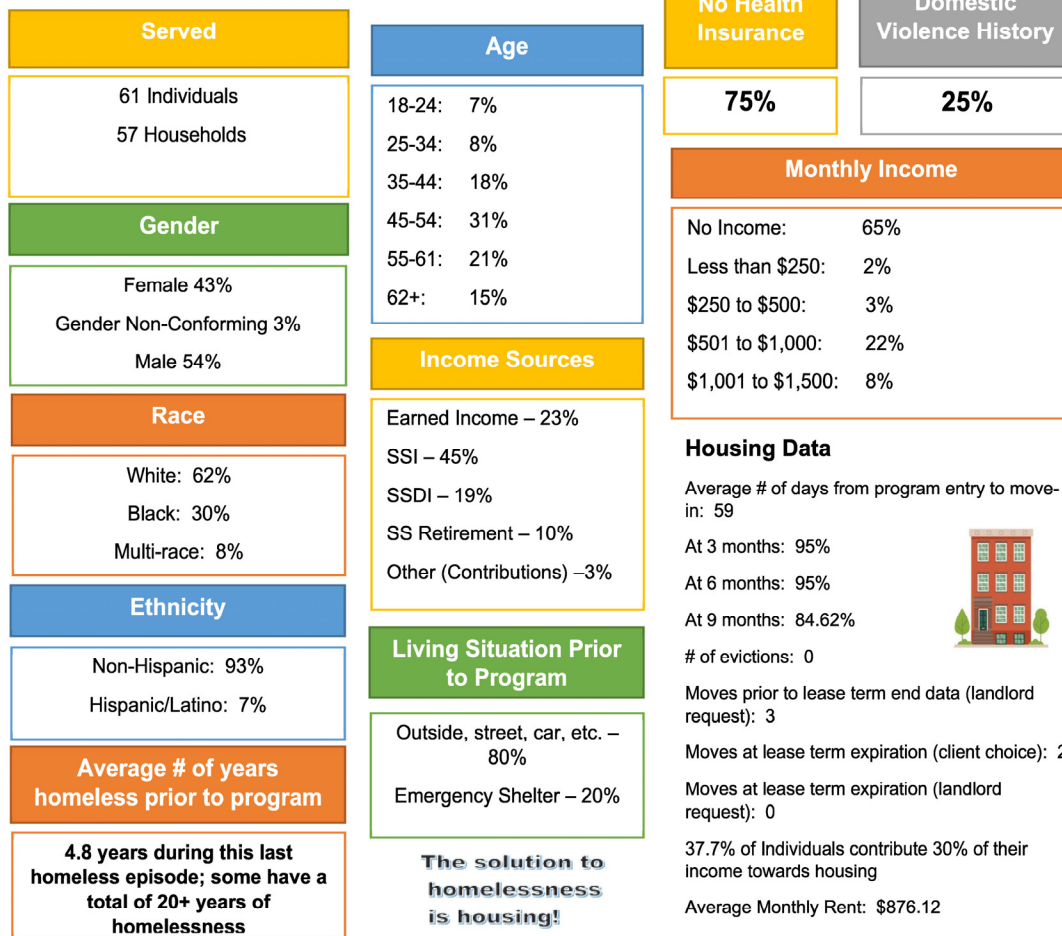 Served
61 Individuals
57 Households
Gender
Female 43%
Gender Non-Conforming 3%
Male 54%
Race
White: 62%
Black: 30%
Multi-race: 8%
Ethnicity
Non-Hispanic: 93%
Hispanic/Latino: 7%
Average # of years
homeless prior to program
4.8 years during this last
homeless episode; some have a
total of 20+ years of
homelessness
Age
18-24: 7%
25-34: 8%
35-44: 18%
45-54: 31%
55-61: 21%
62+: 15%
Income Sources
Earned Income – 23%
SSI – 45%
SSDI – 19%
SS Retirement – 10%
Other (Contributions) –3%
Living Situation Prior
to Program
Outside, street, car, etc. –
80%
Emergency Shelter – 20%
The solution to
homelessness
is housing!
No Health
Insurance
75%
Domestic
Violence History
25%
Monthly Income
No Income: 65%
Less than $250: 2%
$250 to $500: 3%
$501 to $1,000: 22%
$1,001 to $1,500: 8%
Housing Data
Average # of days from program entry to move-
in: 59
At 3 months: 95%
At 6 months: 95%
At 9 months: 84.62%
# of evictions: 0
Moves prior to lease term end data (landlord
request): 3
Moves at lease term expiration (client choice): 2
Moves at lease term expiration (landlord
request): 0
37.7% of Individuals contribute 30% of their
income towards housing
Average Monthly Rent: $876.12